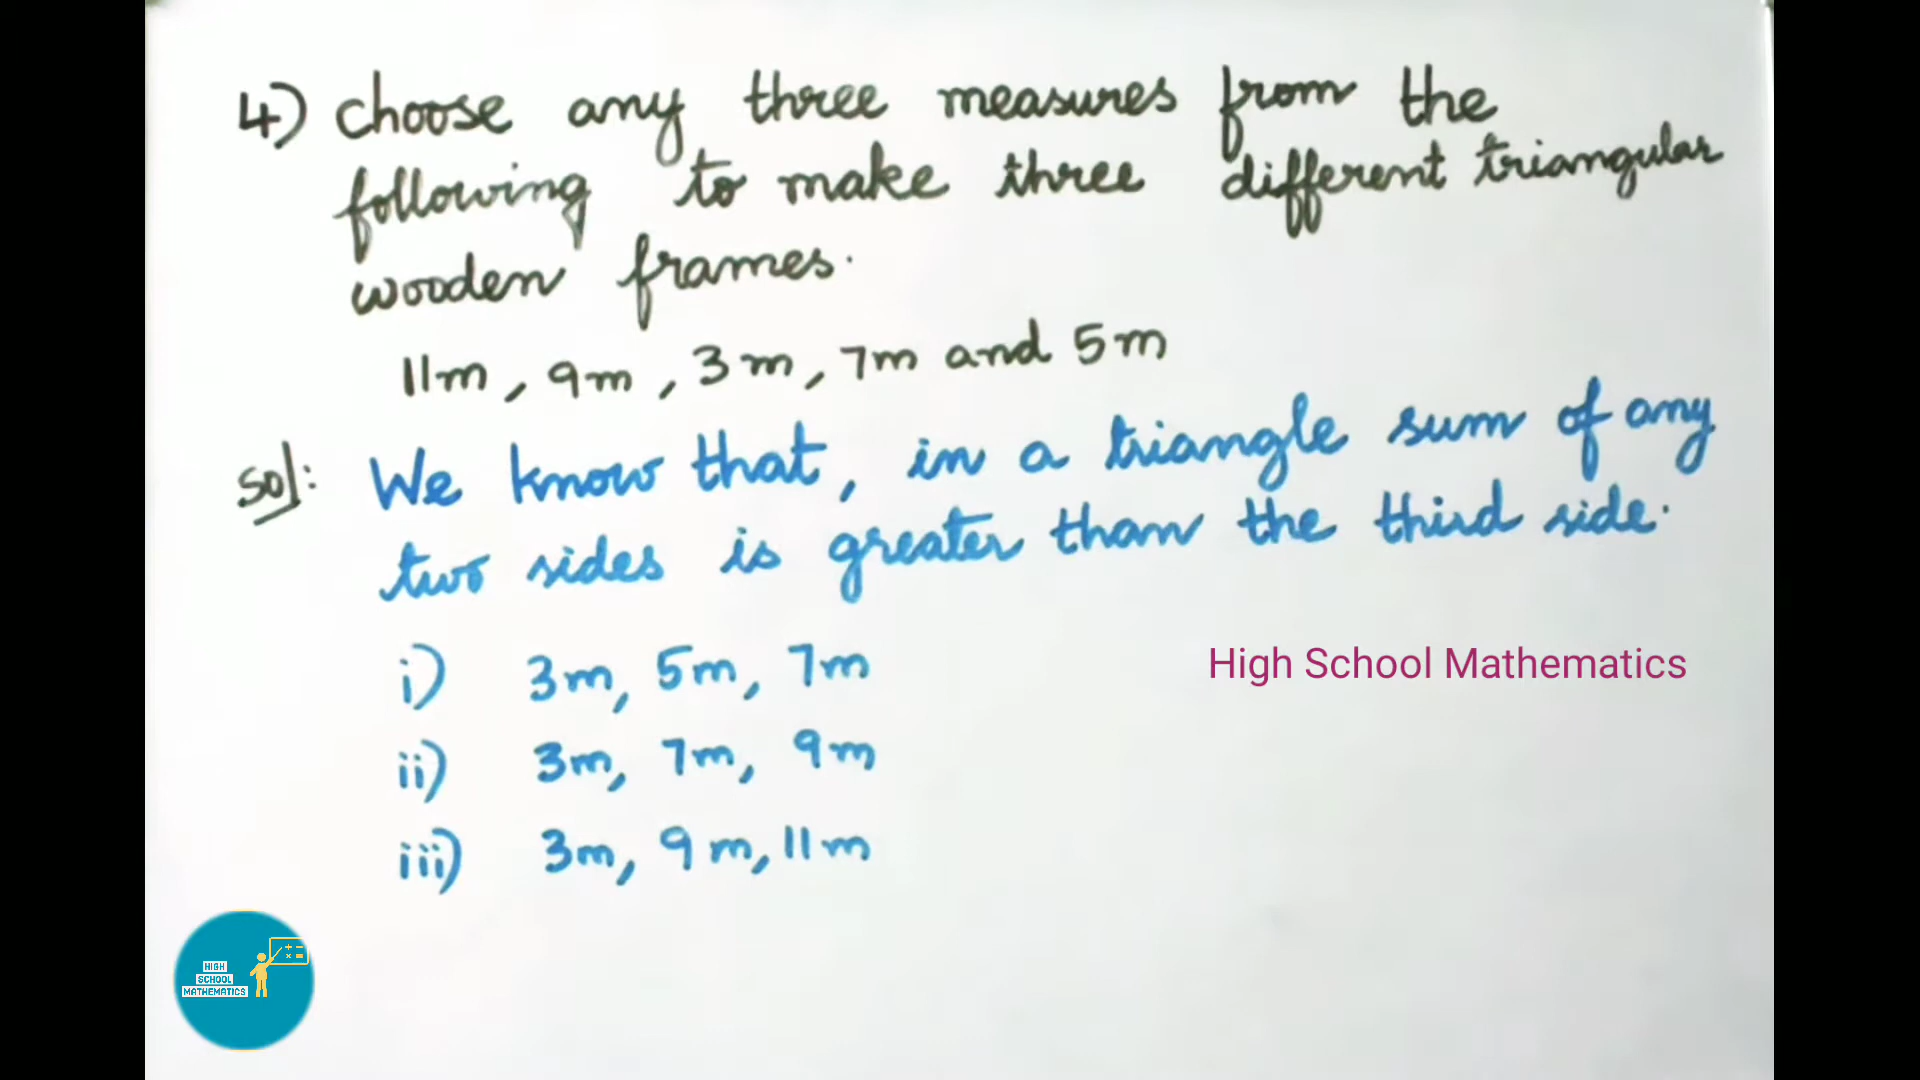 4) Choose any three measures from the
following to make three different triangular
wooden frames.
11m, 9m, 3m, 7m and 5m
Sol: We know that, in a triangle sum of any
two sides is greater than the third side.
i) 3m, 5m, 7m
High School Mathematics
ii) 3m, 7m, 9m
iii) 3m, 9m, 11m
HIGH
SCHOOL
MATHEMATICS